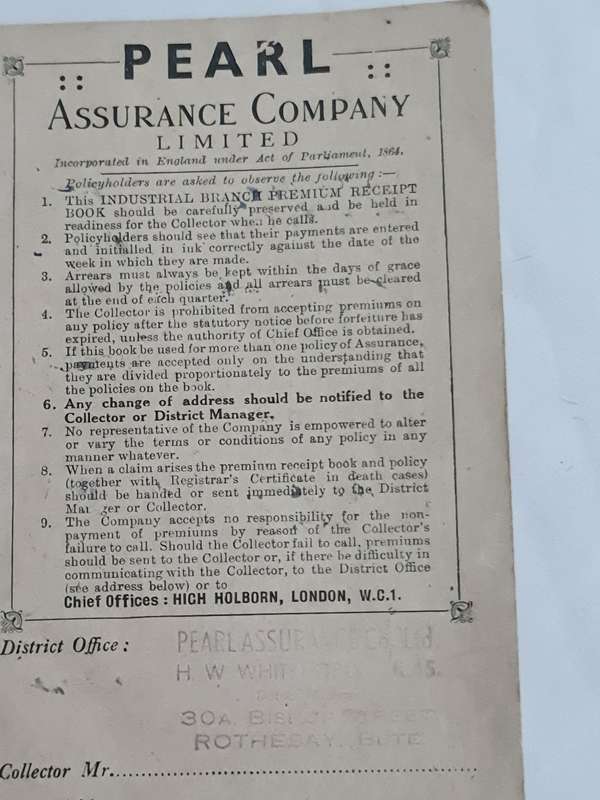 PEARL
ASSURANCE COMPANY
LIMITED
Incorporated in England under Act of Parliament, 1864.
Policyholders are asked to observe the following :—
1. This INDUSTRIAL BRANCH PREMIUM RECEIPT
BOOK should be carefully preserved and be held in
readiness for the Collector when he calls.
2. Policyholders should see that their payments are entered
and initialled in ink correctly against the date of the
week in which they are made.
3. Arrears must always be kept within the days of grace
allowed by the policies and all arrears must be cleared
at the end of each quarter.
4. The Collector is prohibited from accepting premiums on
any policy after the statutory notice before forfeiture has
expired, unless the authority of Chief Office is obtained.
5. If this book be used for more than one policy of Assurance,
payments are accepted only on the understanding that
they are divided proportionately to the premiums of all
the policies on the book.
6. Any change of address should be notified to the
Collector or District Manager.
7. No representative of the Company is empowered to alter
or vary the terms or conditions of any policy in any
manner whatever.
8. When a claim arises the premium receipt book and policy
(together with Registrar's Certificate in death cases)
should be handed or sent immediately to the District
Manager or Collector.
9. The Company accepts no responsibility for the non-
payment of premiums by reason of the Collector's
failure to call. Should the Collector fail to call, premiums
should be sent to the Collector or, if there be difficulty in
communicating with the Collector, to the District Office
(see address below) or to
Chief Offices : HIGH HOLBORN, LONDON, W.C.1.
District Office : PEARL ASSURANCE Co. Ltd
H. W.
30A, BISHOP STREET
ROTHESAY, BUTE
Collector Mr.